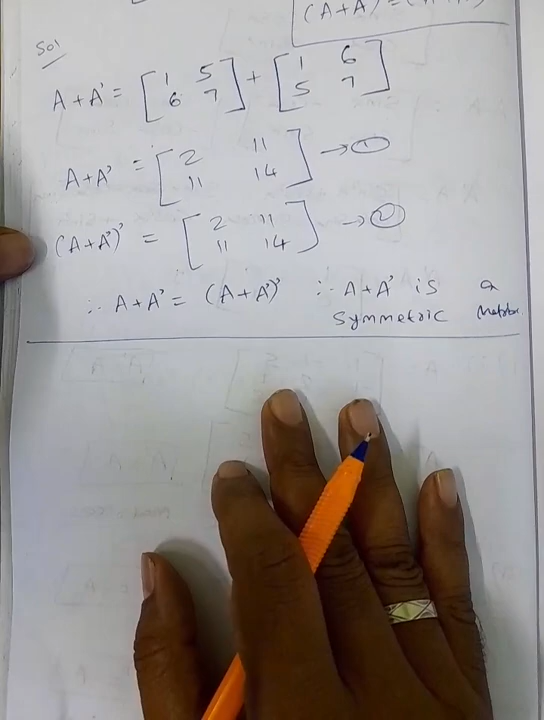 (A+A')=
Sol
A+A' = [1 5 6 7] + [1 6 5 7]
A+A' = [2 11 11 14] → ①
(A+A')' = [2 11 11 14] → ②
∴ A+A' = (A+A')' ∴ A+A' is a
Symmetric Matrix.